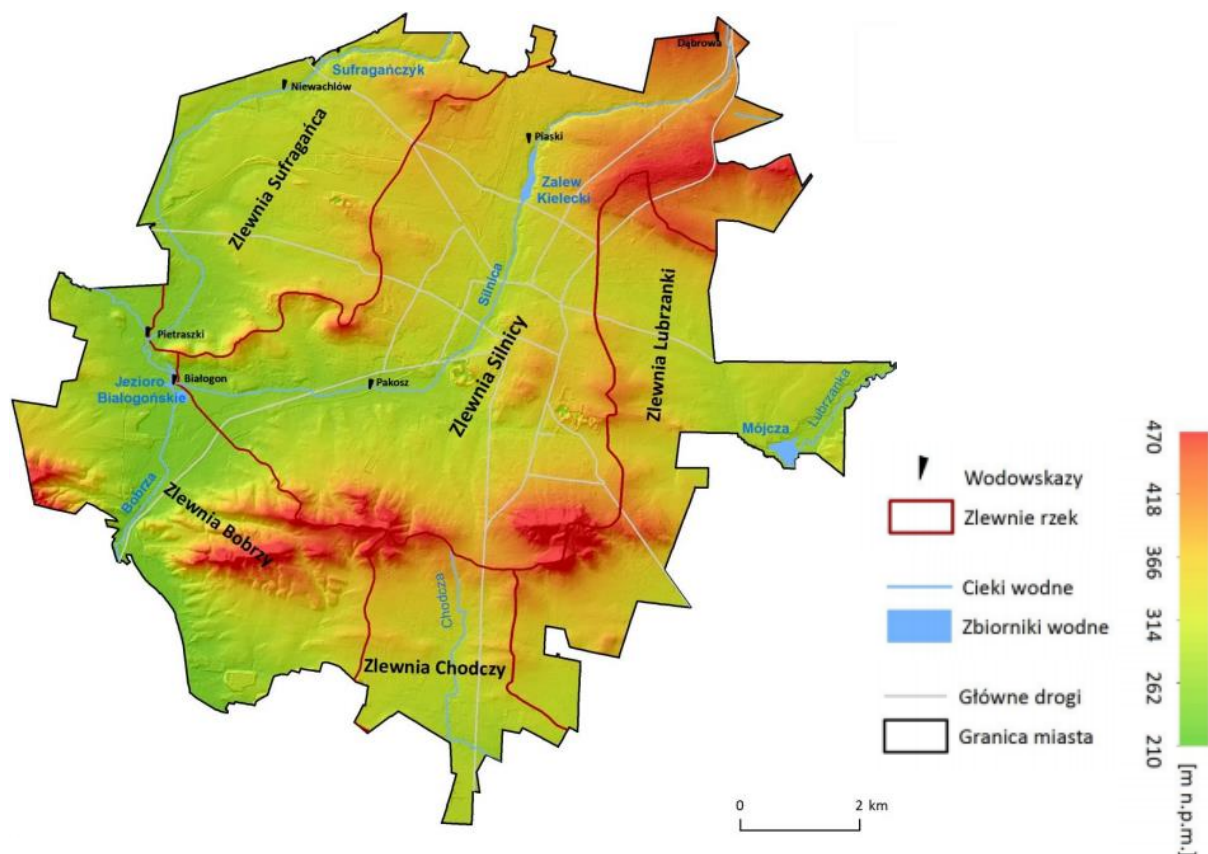 Dąbrowa
Sufragańczyk
Niewachlów
Piaski
Zlewnia Sufragańca
Zalew
Kielecki
Silnica
Zlewnia Lubrzanki
Pietraszki
Zlewnia Silnicy
Jezioro
Białogońskie
Białogon
Pakosz
Lubrzanka
Mójcza
Bobrza
Zlewnia Bobrzy
Chodcza
Zlewnia Chodczy
Wodowskazy
Zlewnie rzek
Cieki wodne
Zbiorniki wodne
Główne drogi
Granica miasta
470
418
366
314
262
210
[m n.p.m.]
0 2 km